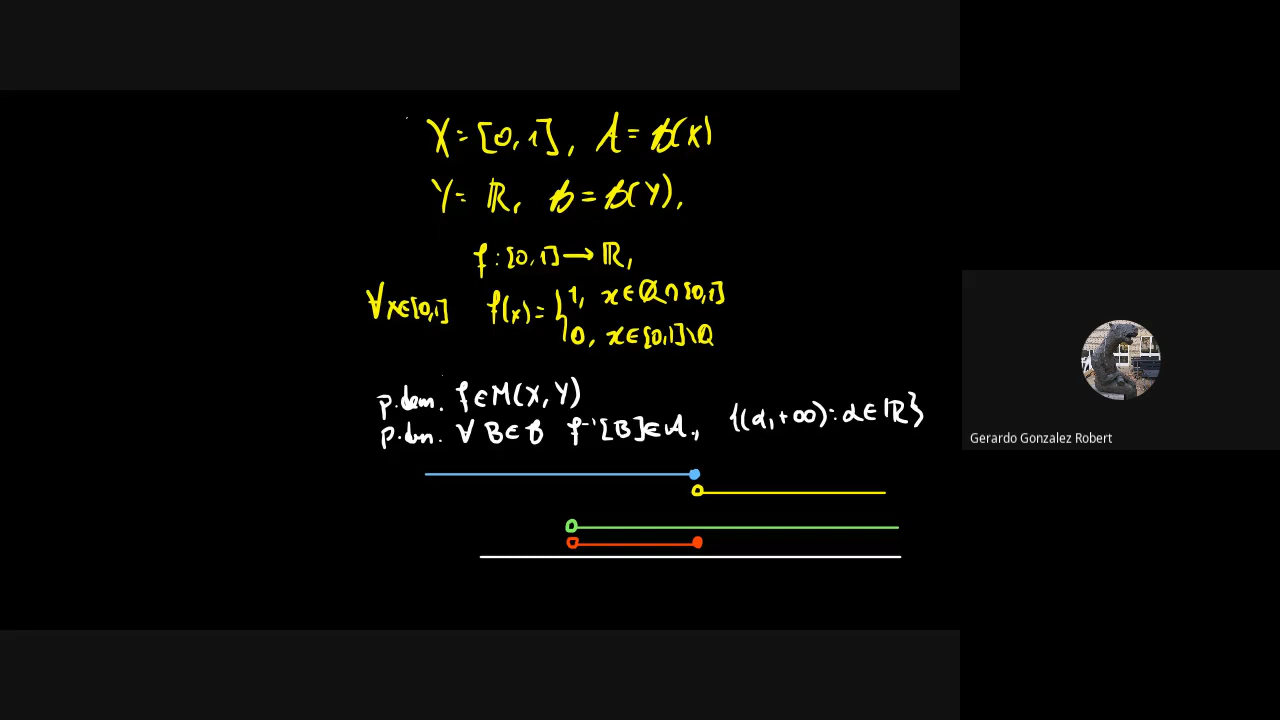 X = [0,1], A = B(X)
Y = ℝ, B = B(Y),
f : [0,1] → ℝ,
∀x∈[0,1] f(x) = { 1, x ∈ ℚ∩[0,1]
0, x ∈ [0,1]\ℚ
p.dem. f ∈ M(X, Y)
p.dem. ∀ B ∈ B f⁻¹[B] ∈ A, {(α, +∞) : α ∈ ℝ}
Gerardo Gonzalez Robert